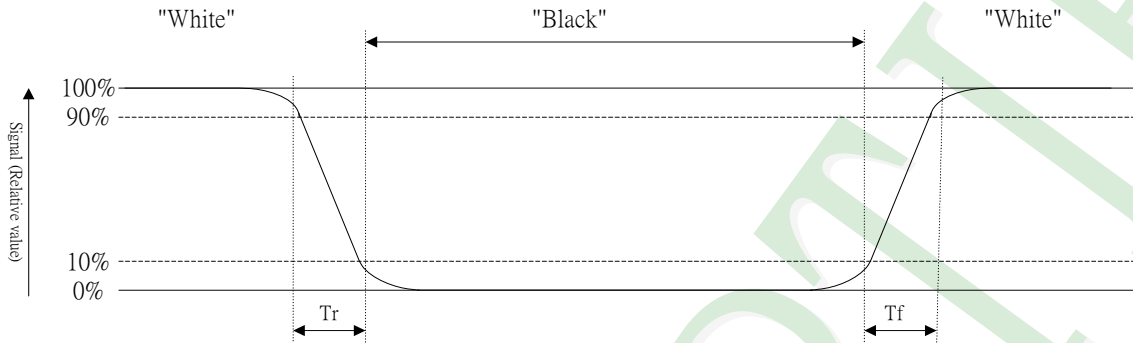 "White" "Black" "White"
100%
90%
Signal (Relative value)
10%
0%
Tr Tf